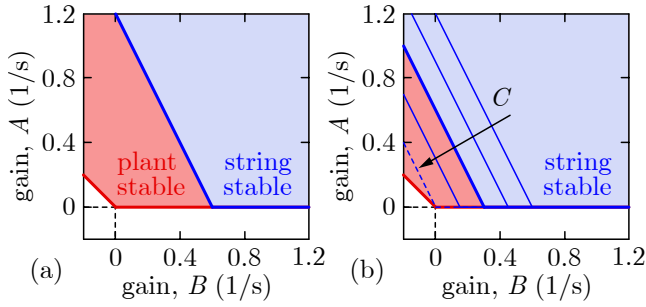 1.2
0.8
0.4
0
gain, A (1/s)
plant
stable
string
stable
0
0.4
0.8
1.2
gain, B (1/s)
(a)
1.2
0.8
0.4
0
gain, A (1/s)
C
string
stable
0
0.4
0.8
1.2
gain, B (1/s)
(b)